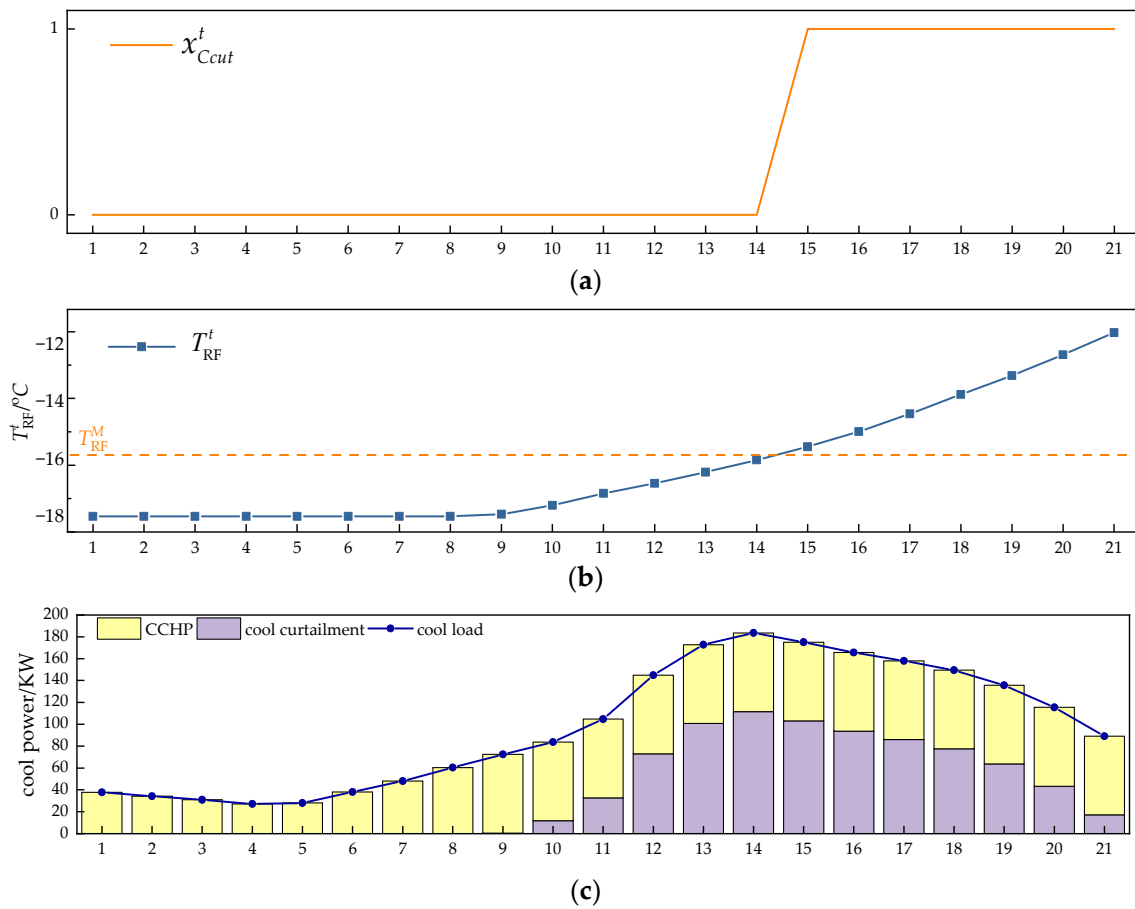 1
x^t_Ccut
0
1 2 3 4 5 6 7 8 9 10 11 12 13 14 15 16 17 18 19 20 21
(a)
T^t_RF
−12
−14
T^t_RF/°C
T^M_RF
−16
−18
1 2 3 4 5 6 7 8 9 10 11 12 13 14 15 16 17 18 19 20 21
(b)
200
CCHP cool curtailment cool load
180
160
140
120
cool power/KW
100
80
60
40
20
0
1 2 3 4 5 6 7 8 9 10 11 12 13 14 15 16 17 18 19 20 21
(c)